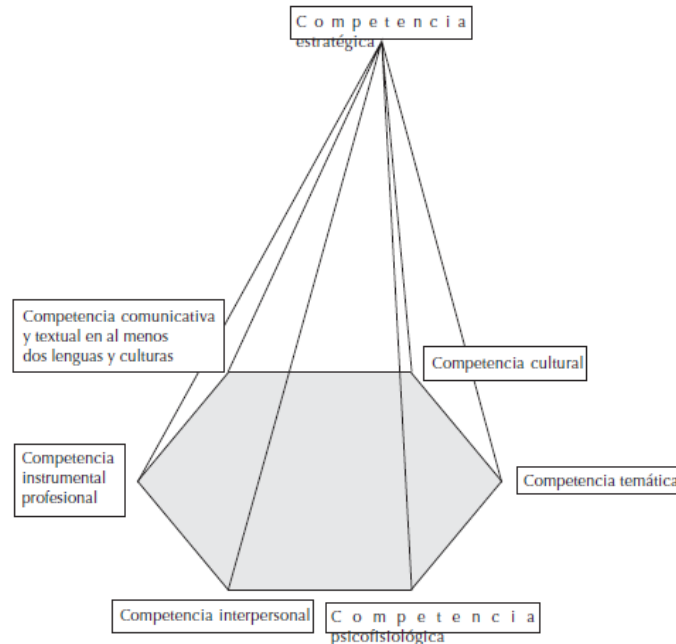 Competencia
estratégica
Competencia comunicativa
y textual en al menos
dos lenguas y culturas
Competencia cultural
Competencia
instrumental
profesional
Competencia temática
Competencia interpersonal
Competencia
psicofisiológica